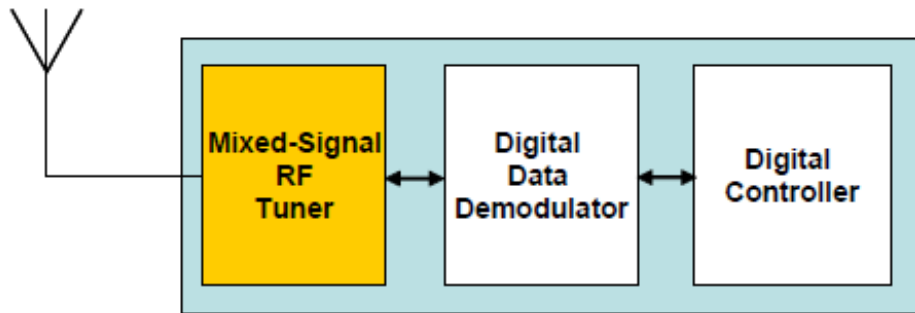 Mixed-Signal
RF
Tuner
Digital
Data
Demodulator
Digital
Controller